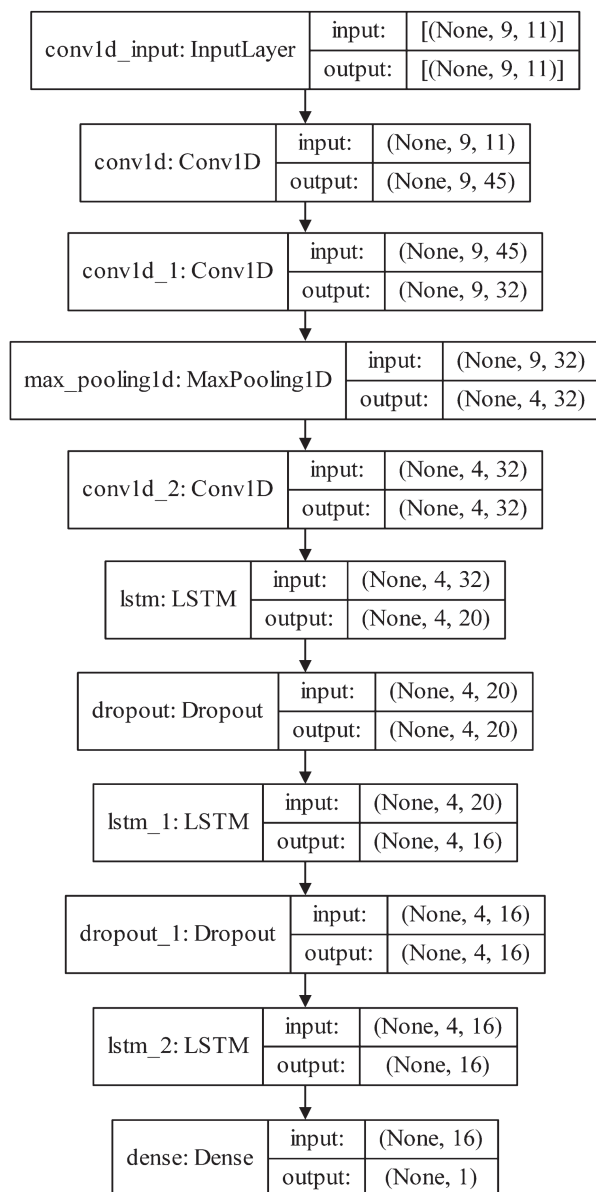 conv1d_input: InputLayer
input:
[(None, 9, 11)]
output:
[(None, 9, 11)]
conv1d: Conv1D
input:
(None, 9, 11)
output:
(None, 9, 45)
conv1d_1: Conv1D
input:
(None, 9, 45)
output:
(None, 9, 32)
max_pooling1d: MaxPooling1D
input:
(None, 9, 32)
output:
(None, 4, 32)
conv1d_2: Conv1D
input:
(None, 4, 32)
output:
(None, 4, 32)
lstm: LSTM
input:
(None, 4, 32)
output:
(None, 4, 20)
dropout: Dropout
input:
(None, 4, 20)
output:
(None, 4, 20)
lstm_1: LSTM
input:
(None, 4, 20)
output:
(None, 4, 16)
dropout_1: Dropout
input:
(None, 4, 16)
output:
(None, 4, 16)
lstm_2: LSTM
input:
(None, 4, 16)
output:
(None, 16)
dense: Dense
input:
(None, 16)
output:
(None, 1)